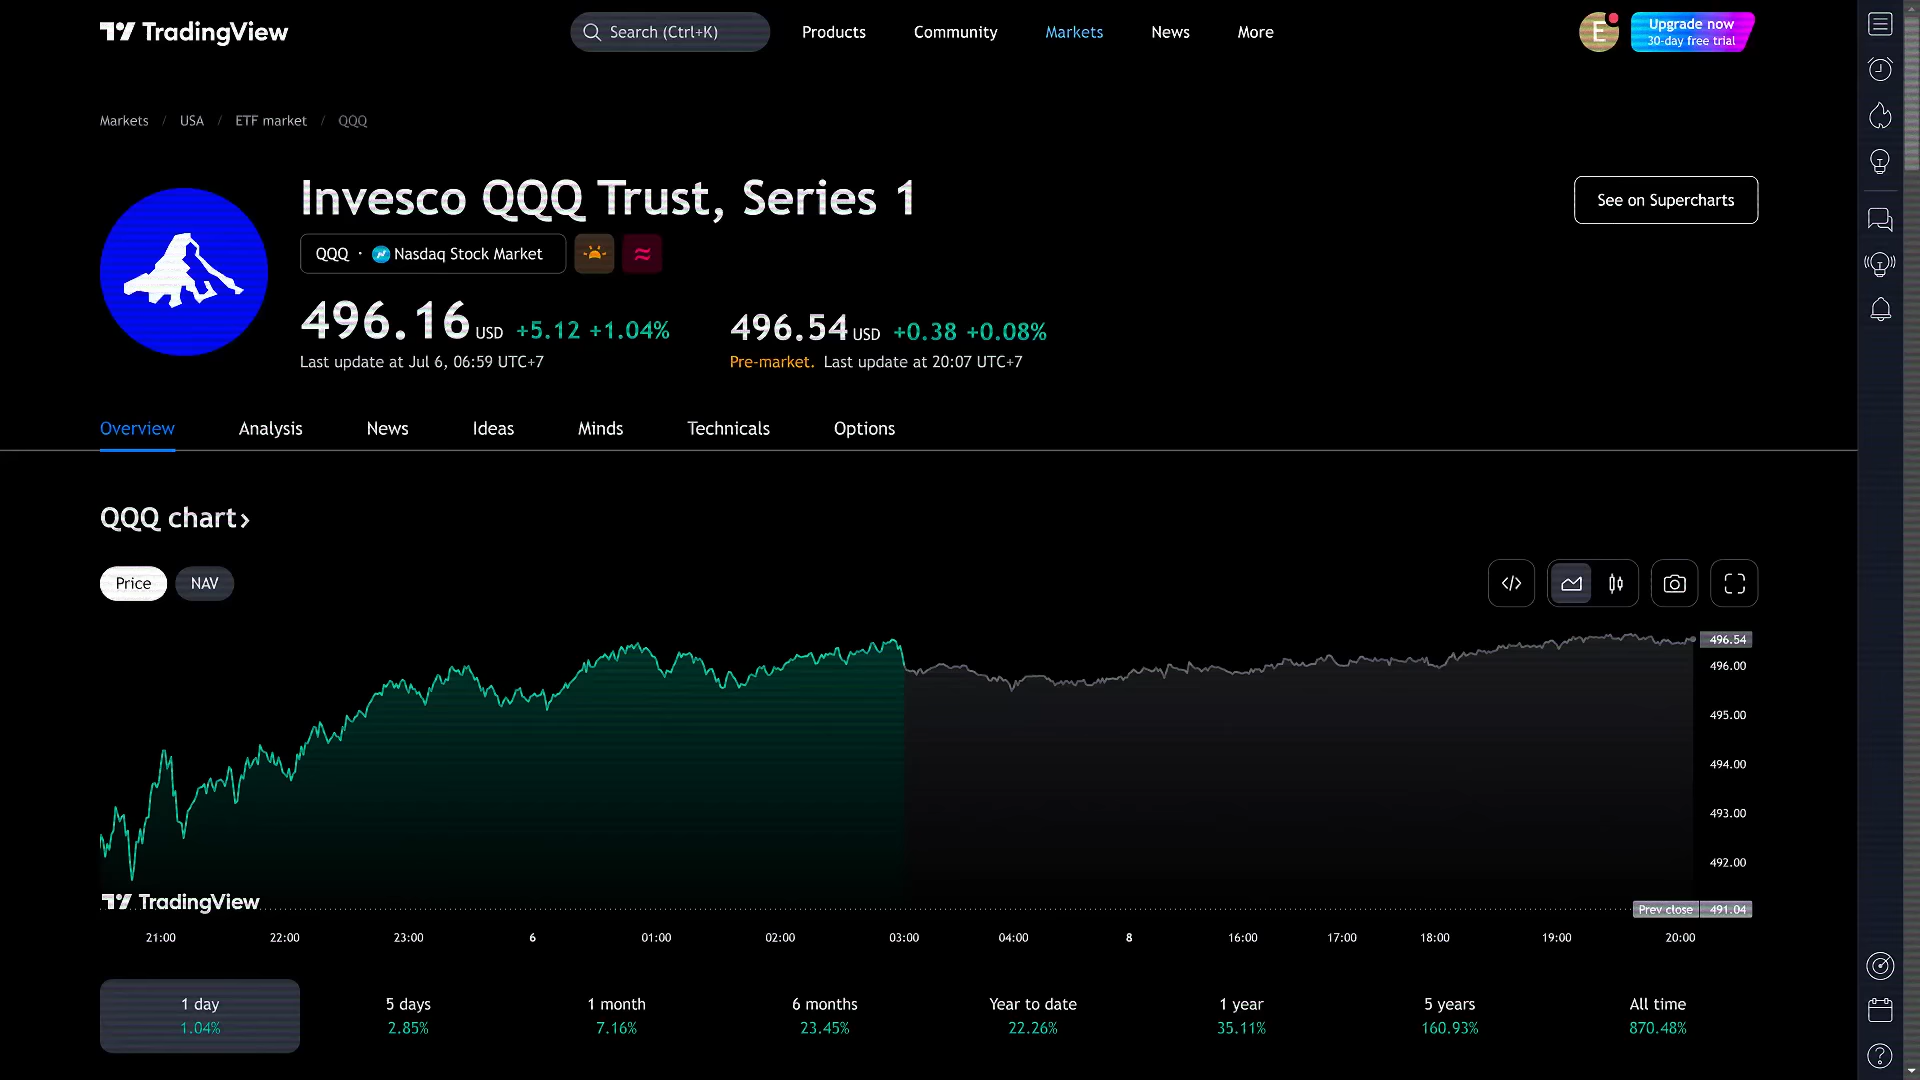 TradingView
Search (Ctrl+K)
Products
Community
Markets
News
More
E
Upgrade now
30-day free trial
Markets / USA / ETF market / QQQ
Invesco QQQ Trust, Series 1
See on Supercharts
QQQ · Nasdaq Stock Market
496.16 USD +5.12 +1.04%
496.54 USD +0.38 +0.08%
Last update at Jul 6, 06:59 UTC+7
Pre-market. Last update at 20:07 UTC+7
Overview
Analysis
News
Ideas
Minds
Technicals
Options
QQQ chart›
Price
NAV
496.54
496.00
495.00
494.00
493.00
492.00
TradingView
Prev close 491.04
21:00
22:00
23:00
6
01:00
02:00
03:00
04:00
8
16:00
17:00
18:00
19:00
20:00
1 day
1.04%
5 days
2.85%
1 month
7.16%
6 months
23.45%
Year to date
22.26%
1 year
35.11%
5 years
160.93%
All time
870.48%